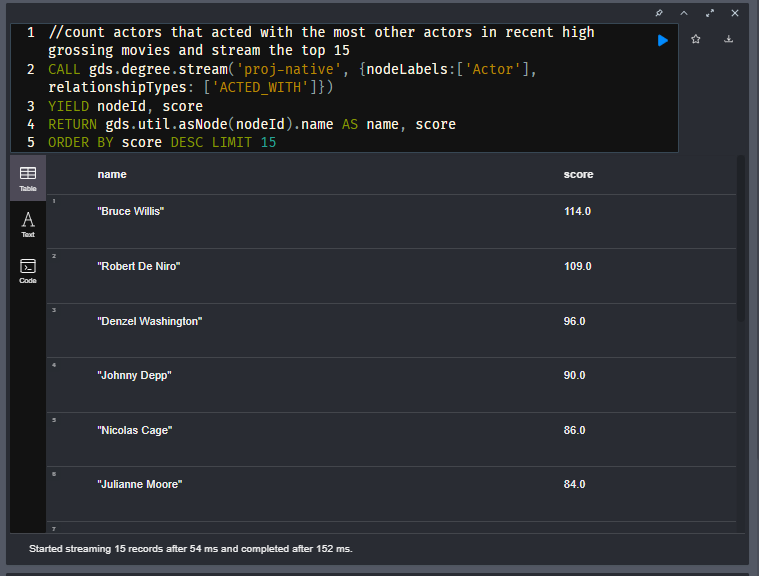 1 //count actors that acted with the most other actors in recent high
grossing movies and stream the top 15
2 CALL gds.degree.stream('proj-native', {nodeLabels:['Actor'],
relationshipTypes: ['ACTED_WITH']})
3 YIELD nodeId, score
4 RETURN gds.util.asNode(nodeId).name AS name, score
5 ORDER BY score DESC LIMIT 15
Table
Text
Code
name score
1 "Bruce Willis" 114.0
2 "Robert De Niro" 109.0
3 "Denzel Washington" 96.0
4 "Johnny Depp" 90.0
5 "Nicolas Cage" 86.0
6 "Julianne Moore" 84.0
7
Started streaming 15 records after 54 ms and completed after 152 ms.